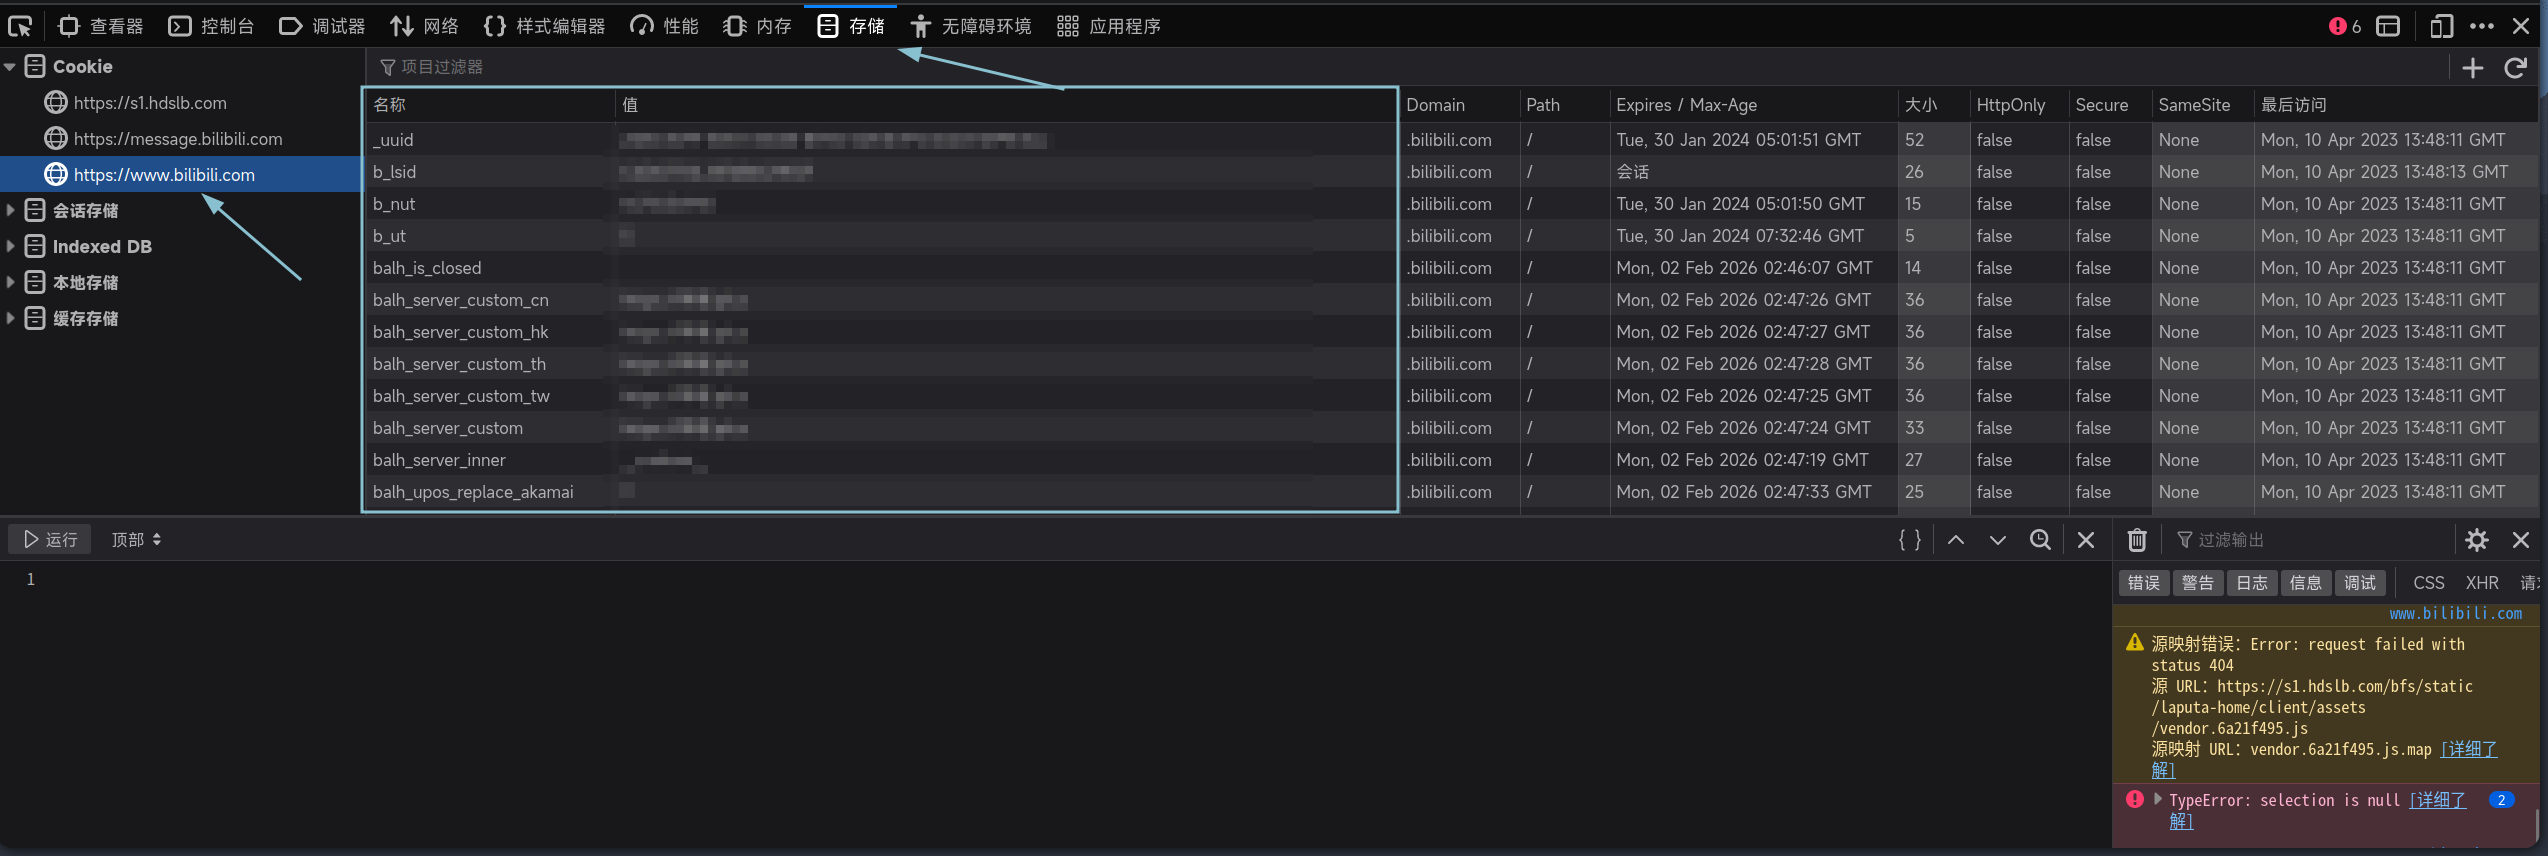 查看器 控制台 调试器 网络 样式编辑器 性能 内存 存储 无障碍环境 应用程序 6
Cookie
https://s1.hdslb.com
https://message.bilibili.com
https://www.bilibili.com
会话存储
Indexed DB
本地存储
缓存存储
项目过滤器
名称 值 Domain Path Expires / Max-Age 大小 HttpOnly Secure SameSite 最后访问
_uuid .bilibili.com / Tue, 30 Jan 2024 05:01:51 GMT 52 false false None Mon, 10 Apr 2023 13:48:11 GMT
b_lsid .bilibili.com / 会话 26 false false None Mon, 10 Apr 2023 13:48:13 GMT
b_nut .bilibili.com / Tue, 30 Jan 2024 05:01:50 GMT 15 false false None Mon, 10 Apr 2023 13:48:11 GMT
b_ut .bilibili.com / Tue, 30 Jan 2024 07:32:46 GMT 5 false false None Mon, 10 Apr 2023 13:48:11 GMT
balh_is_closed .bilibili.com / Mon, 02 Feb 2026 02:46:07 GMT 14 false false None Mon, 10 Apr 2023 13:48:11 GMT
balh_server_custom_cn .bilibili.com / Mon, 02 Feb 2026 02:47:26 GMT 36 false false None Mon, 10 Apr 2023 13:48:11 GMT
balh_server_custom_hk .bilibili.com / Mon, 02 Feb 2026 02:47:27 GMT 36 false false None Mon, 10 Apr 2023 13:48:11 GMT
balh_server_custom_th .bilibili.com / Mon, 02 Feb 2026 02:47:28 GMT 36 false false None Mon, 10 Apr 2023 13:48:11 GMT
balh_server_custom_tw .bilibili.com / Mon, 02 Feb 2026 02:47:25 GMT 36 false false None Mon, 10 Apr 2023 13:48:11 GMT
balh_server_custom .bilibili.com / Mon, 02 Feb 2026 02:47:24 GMT 33 false false None Mon, 10 Apr 2023 13:48:11 GMT
balh_server_inner .bilibili.com / Mon, 02 Feb 2026 02:47:19 GMT 27 false false None Mon, 10 Apr 2023 13:48:11 GMT
balh_upos_replace_akamai .bilibili.com / Mon, 02 Feb 2026 02:47:33 GMT 25 false false None Mon, 10 Apr 2023 13:48:11 GMT
运行 顶部
1
过滤输出
错误 警告 日志 信息 调试 CSS XHR
www.bilibili.com
源映射错误：Error: request failed with
status 404
源 URL：https://s1.hdslb.com/bfs/static
/laputa-home/client/assets
/vendor.6a21f495.js
源映射 URL：vendor.6a21f495.js.map [详细了
解]
TypeError: selection is null [详细了 2
解]